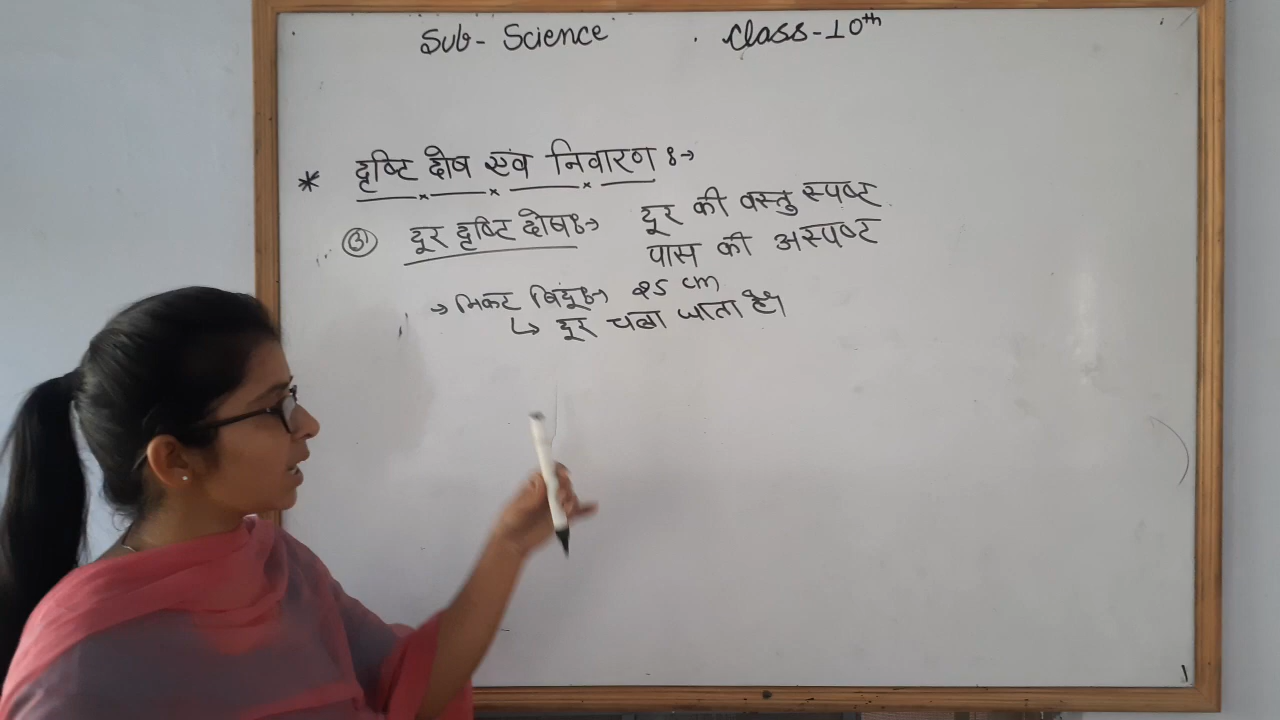 Sub- Science . Class-10th
* दृष्टि दोष एवं निवारण :→
③ दूर दृष्टि दोष:→ दूर की वस्तु स्पष्ट
पास की अस्पष्ट
→ निकट बिंदू:→ 25 cm
↳ दूर चला जाता है।